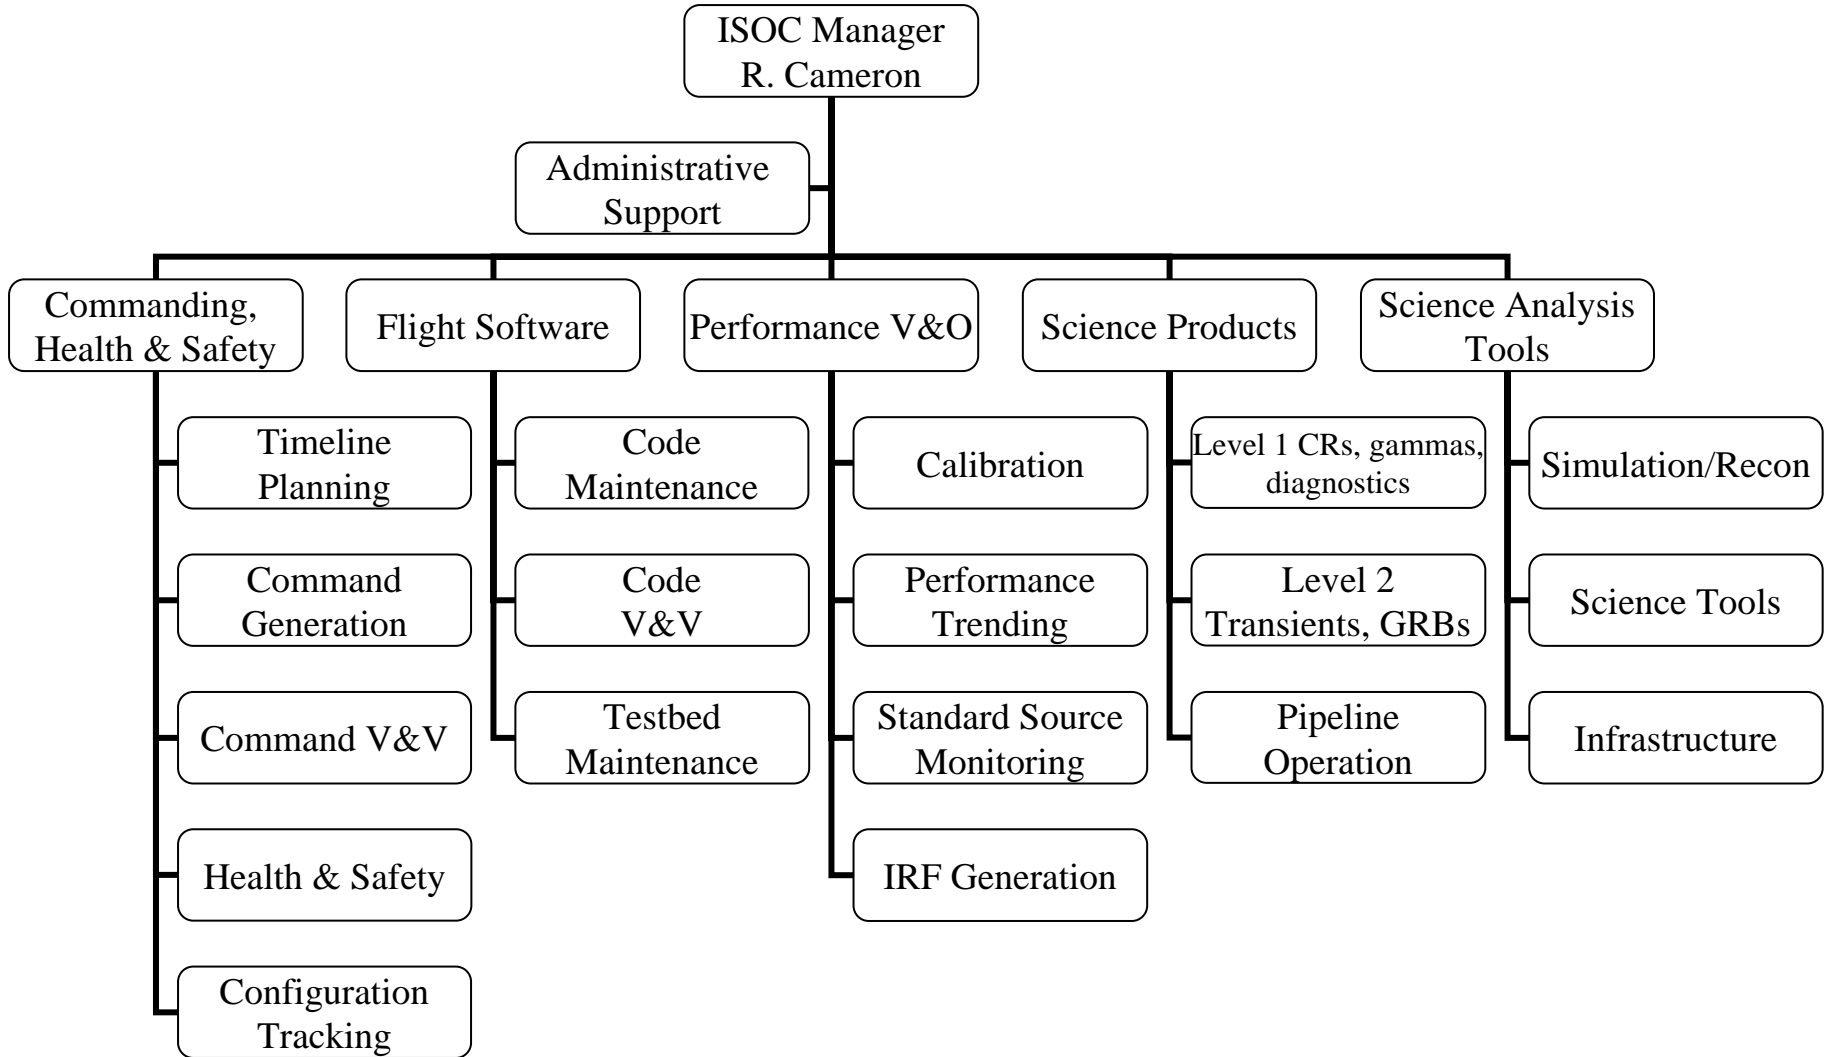 ISOC Manager
R. Cameron
Administrative
Support
Commanding,
Health & Safety
Flight Software
Performance V&O
Science Products
Science Analysis
Tools
Timeline
Planning
Command
Generation
Command V&V
Health & Safety
Configuration
Tracking
Code
Maintenance
Code
V&V
Testbed
Maintenance
Calibration
Performance
Trending
Standard Source
Monitoring
IRF Generation
Level 1 CRs, gammas,
diagnostics
Level 2
Transients, GRBs
Pipeline
Operation
Simulation/Recon
Science Tools
Infrastructure